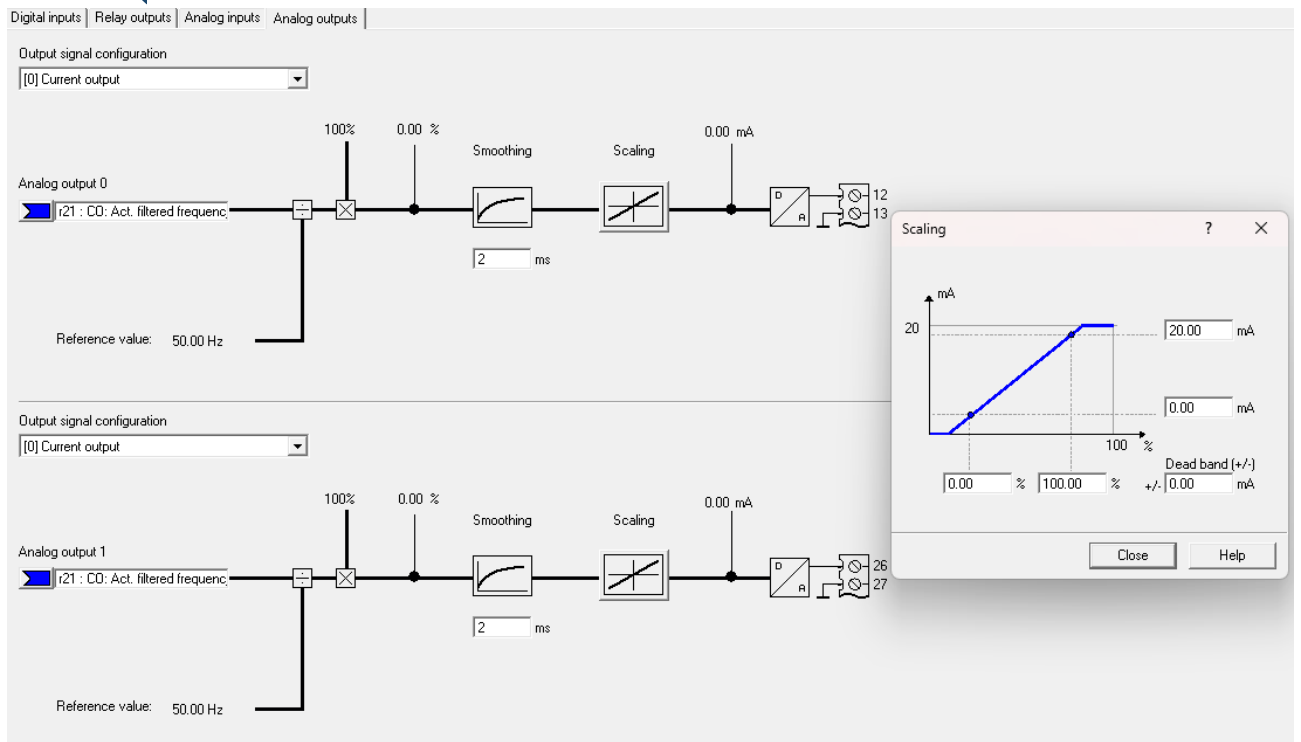 Digital inputs Relay outputs Analog inputs Analog outputs
Output signal configuration
[0] Current output
100% 0.00 % 0.00 mA
Smoothing Scaling
Analog output 0
r21 : CO: Act. filtered frequenc
÷ × D A 12
13
2 ms
Reference value: 50.00 Hz
Output signal configuration
[0] Current output
100% 0.00 % 0.00 mA
Smoothing Scaling
Analog output 1
r21 : CO: Act. filtered frequenc
÷ × D A 26
27
2 ms
Reference value: 50.00 Hz
Scaling ?
mA
20 20.00 mA
0.00 mA
100 %
Dead band (+/-)
0.00 % 100.00 % +/- 0.00 mA
Close Help